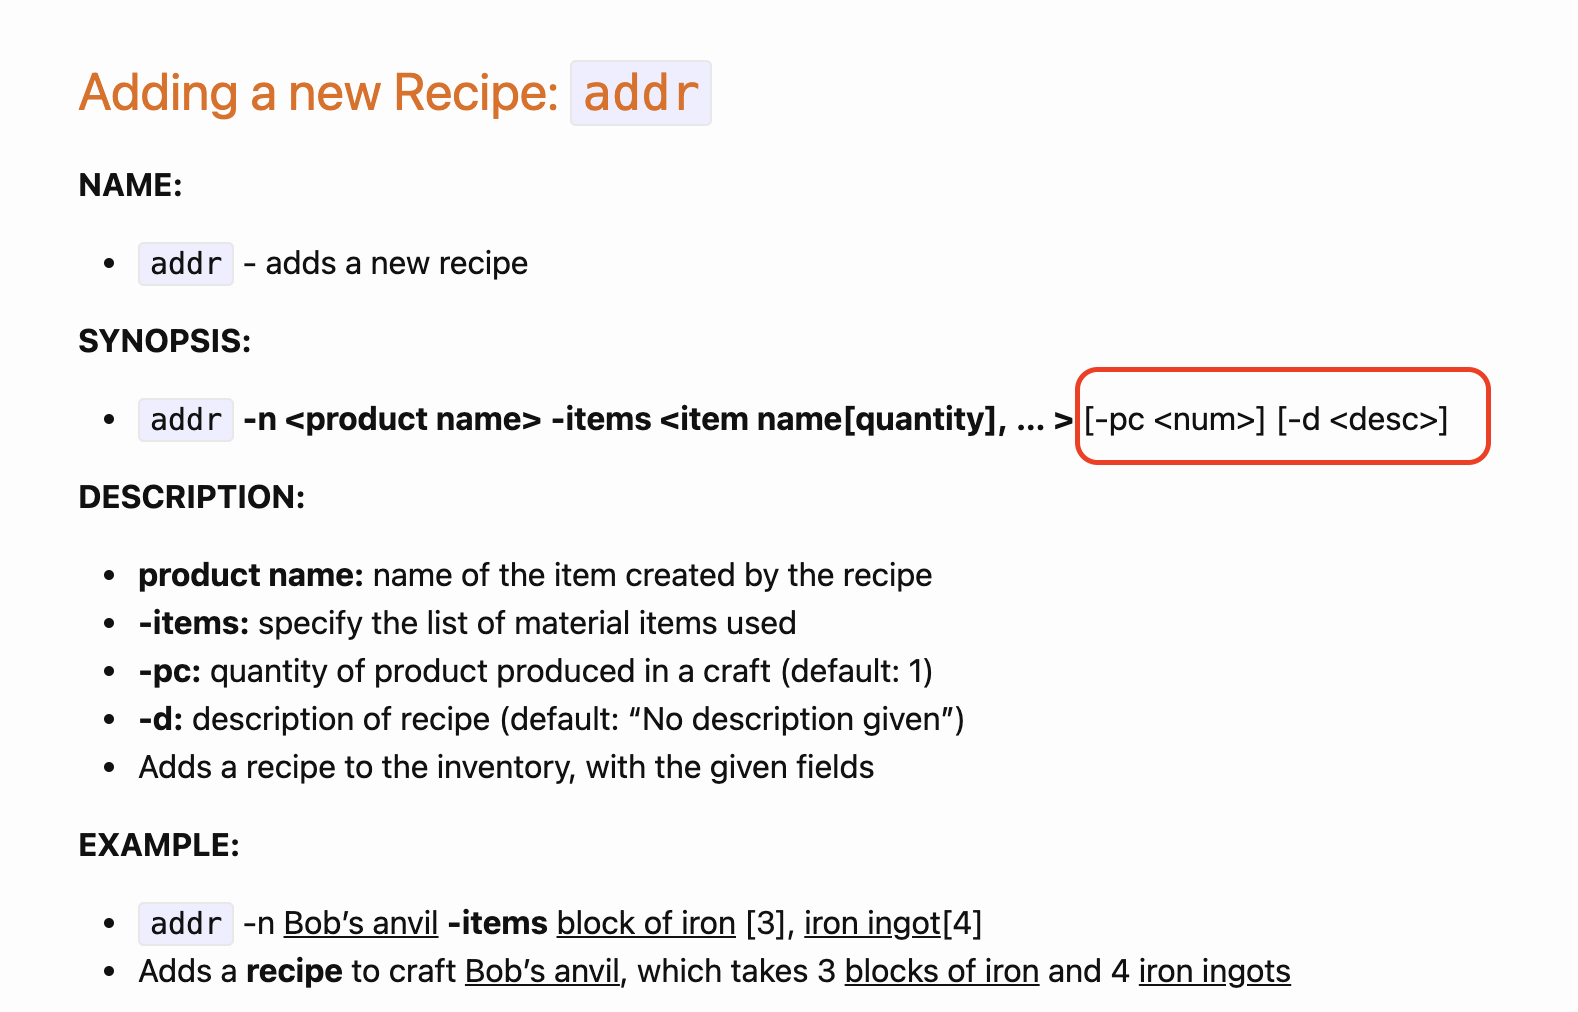 Adding a new Recipe: addr
NAME:
• addr - adds a new recipe
SYNOPSIS:
• addr -n <product name> -items <item name[quantity], ... > [-pc <num>] [-d <desc>]
DESCRIPTION:
• product name: name of the item created by the recipe
• -items: specify the list of material items used
• -pc: quantity of product produced in a craft (default: 1)
• -d: description of recipe (default: “No description given”)
• Adds a recipe to the inventory, with the given fields
EXAMPLE:
• addr -n Bob’s anvil -items block of iron [3], iron ingot[4]
• Adds a recipe to craft Bob’s anvil, which takes 3 blocks of iron and 4 iron ingots